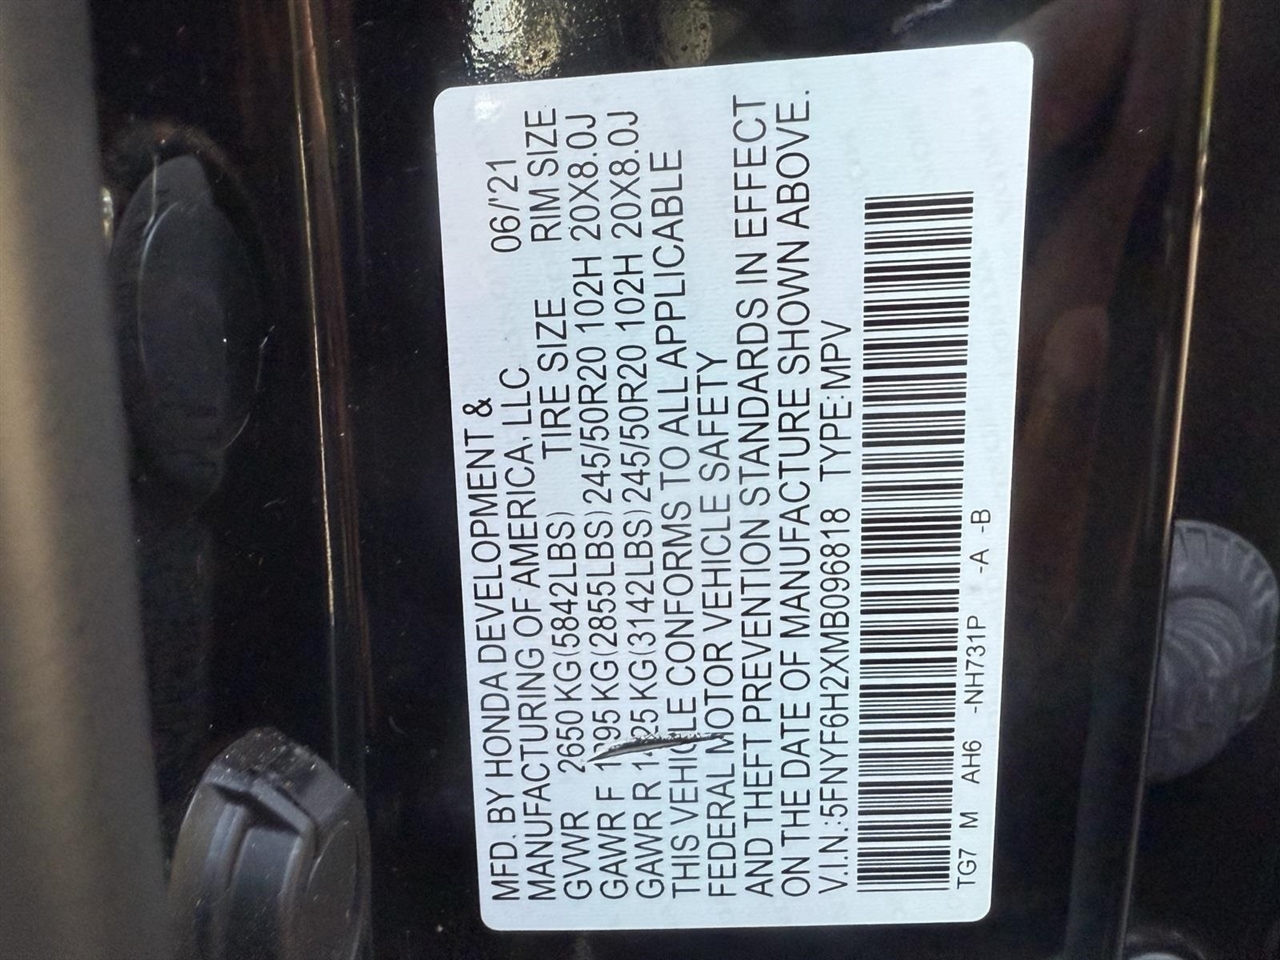 MFD. BY HONDA DEVELOPMENT &
MANUFACTURING OF AMERICA, LLC 06/'21
GVWR 2650 KG(5842LBS) TIRE SIZE RIM SIZE
GAWR F 1295 KG(2855LBS) 245/50R20 102H 20X8.0J
GAWR R 1425 KG(3142LBS) 245/50R20 102H 20X8.0J
THIS VEHICLE CONFORMS TO ALL APPLICABLE
FEDERAL MOTOR VEHICLE SAFETY
AND THEFT PREVENTION STANDARDS IN EFFECT
ON THE DATE OF MANUFACTURE SHOWN ABOVE.
V.I.N.:5FNYF6H2XMB096818 TYPE:MPV
TG7 M AH6 -NH731P -A -B